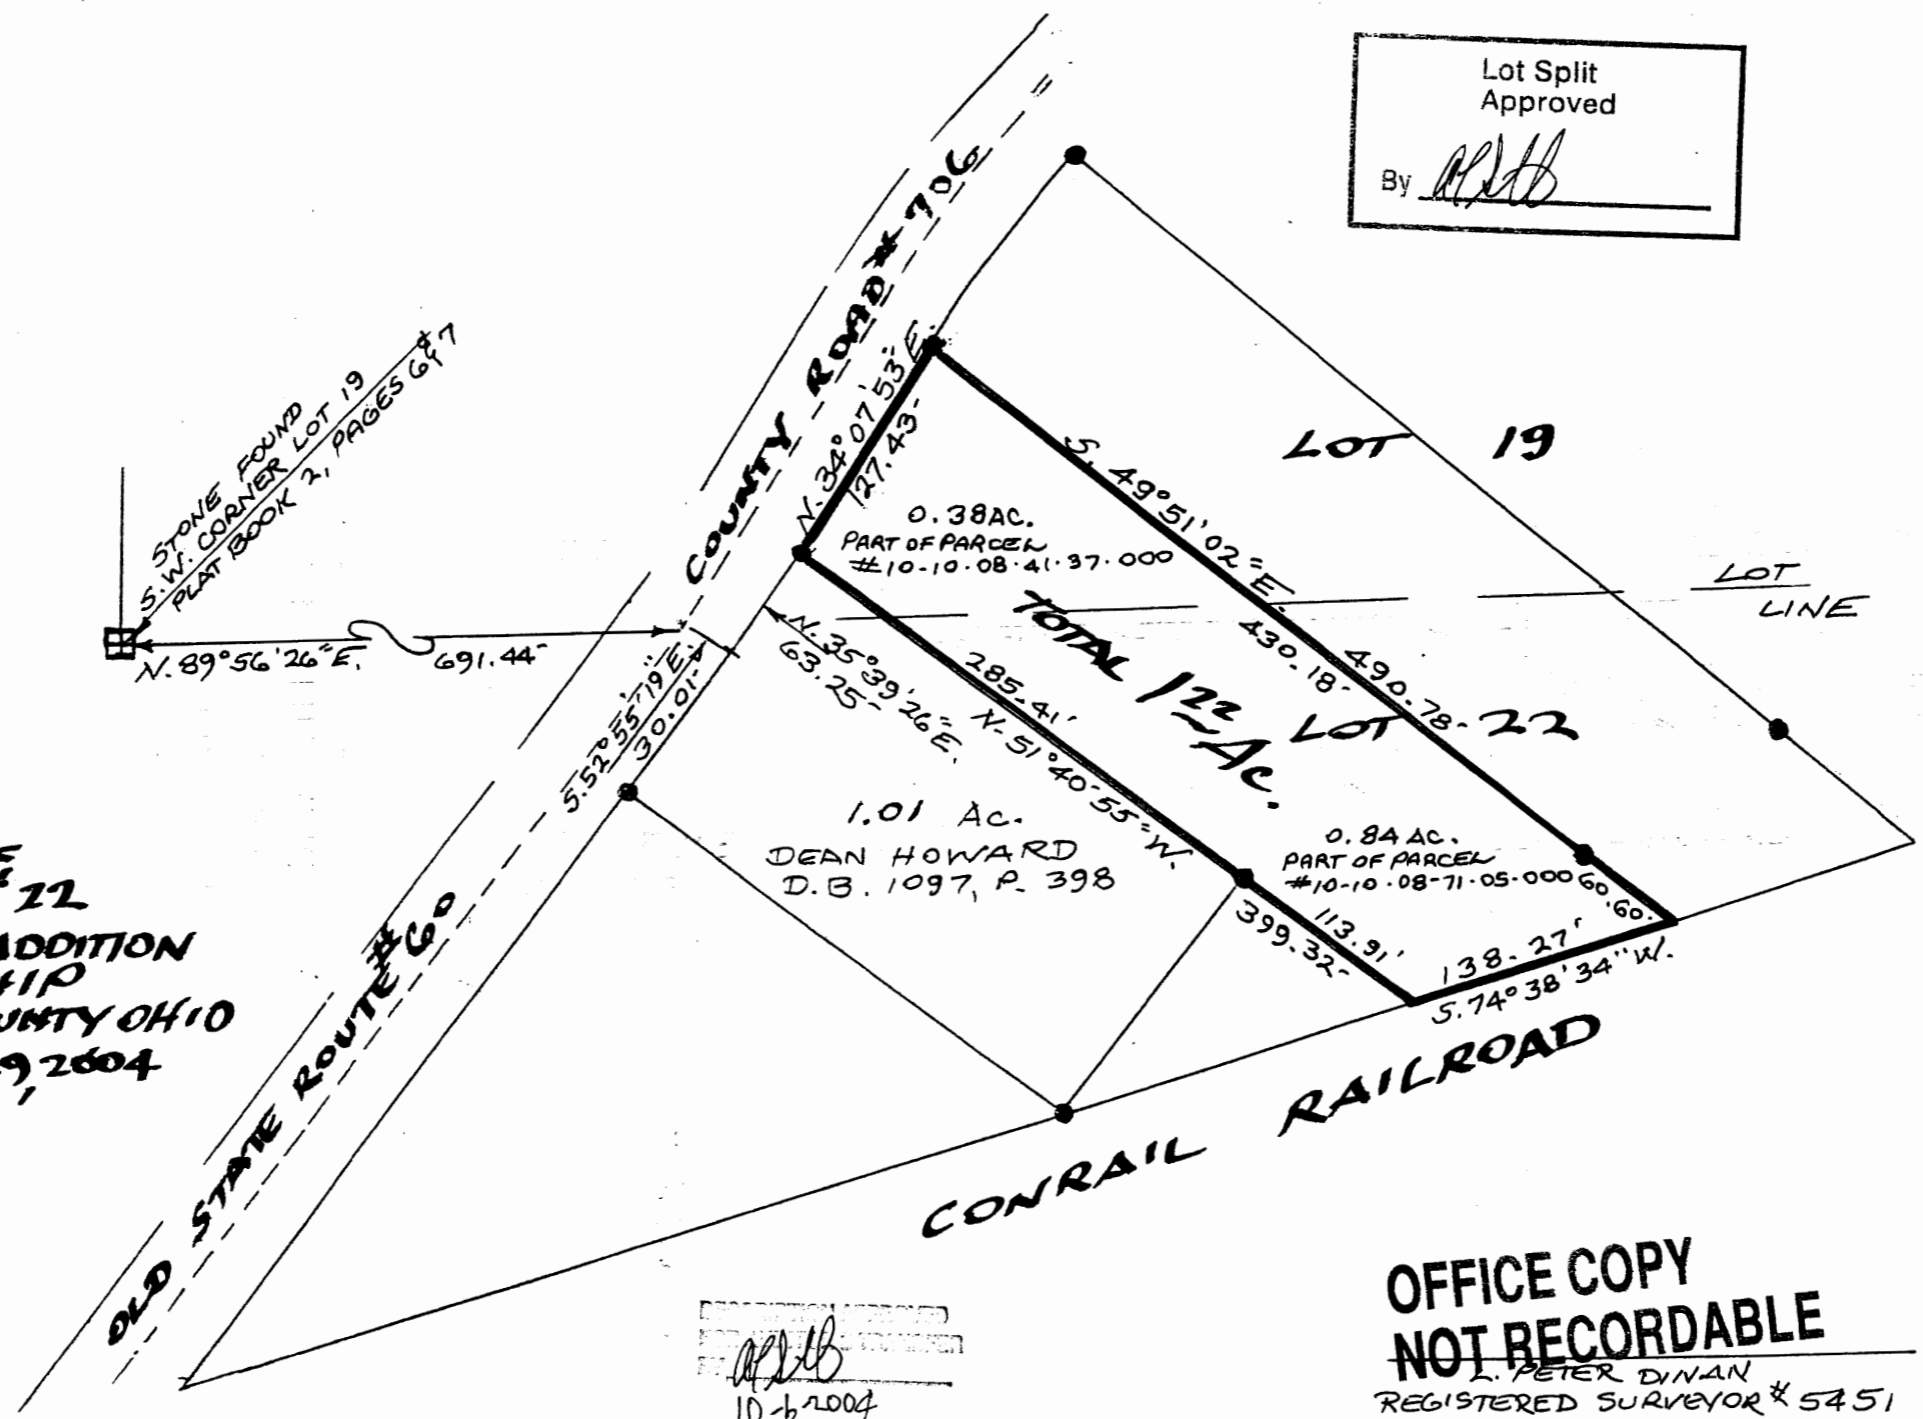 Lot Split
Approved
By
COUNTY ROAD # 706
STONE FOUND
S.W. CORNER LOT 19
PLAT BOOK 2, PAGES 6 & 7
N. 89° 56' 26" E. 691.44'
N. 34° 07' 53" E.
127.43'
LOT 19
S. 49° 51' 02" E.
430.18'
490.78'
0.38 AC.
PART OF PARCEL
#10-10-08-41-37-000
LOT
LINE
TOTAL 1.22 AC.
LOT 22
S. 52° 55' 19" E.
30.01'
N. 35° 39' 26" E.
63.25'
285.41'
N. 51° 40' 55" W.
1.01 AC.
DEAN HOWARD
D.B. 1097, P. 398
0.84 AC.
PART OF PARCEL
#10-10-08-71-05-000
60.60'
113.91'
399.32'
138.27'
S. 74° 38' 34" W.
22
ADDITION
COUNTY OHIO
9, 2004
OLD STATE ROUTE #60
CONRAIL RAILROAD
10-6-2004
OFFICE COPY
NOT RECORDABLE
L. PETER DINAN
REGISTERED SURVEYOR # 5451